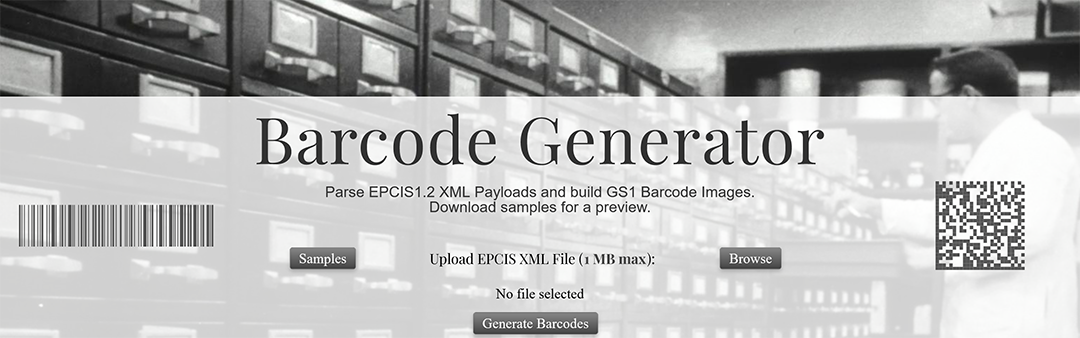 Barcode Generator
Parse EPCIS1.2 XML Payloads and build GS1 Barcode Images.
Download samples for a preview.
Samples
Upload EPCIS XML File (1 MB max):
Browse
No file selected
Generate Barcodes